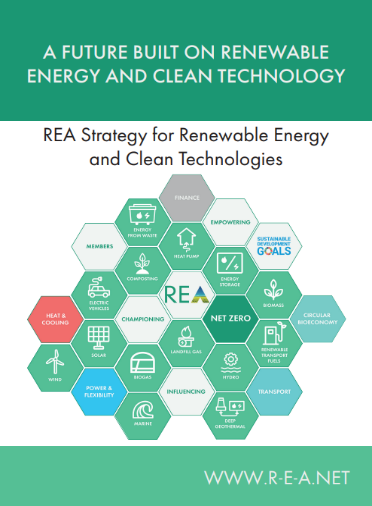 A FUTURE BUILT ON RENEWABLE
ENERGY AND CLEAN TECHNOLOGY
REA Strategy for Renewable Energy
and Clean Technologies
FINANCE
ENERGY
FROM WASTE
EMPOWERING
MEMBERS
HEAT PUMP
SUSTAINABLE
DEVELOPMENT
GOALS
COMPOSTING
ENERGY
STORAGE
ELECTRIC
VEHICLES
REA
BIOMASS
HEAT &
COOLING
CHAMPIONING
NET ZERO
CIRCULAR
BIOECONOMY
SOLAR
LANDFILL GAS
RENEWABLE
TRANSPORT
FUELS
WIND
BIOGAS
HYDRO
POWER &
FLEXIBILITY
INFLUENCING
TRANSPORT
MARINE
DEEP
GEOTHERMAL
WWW.R-E-A.NET